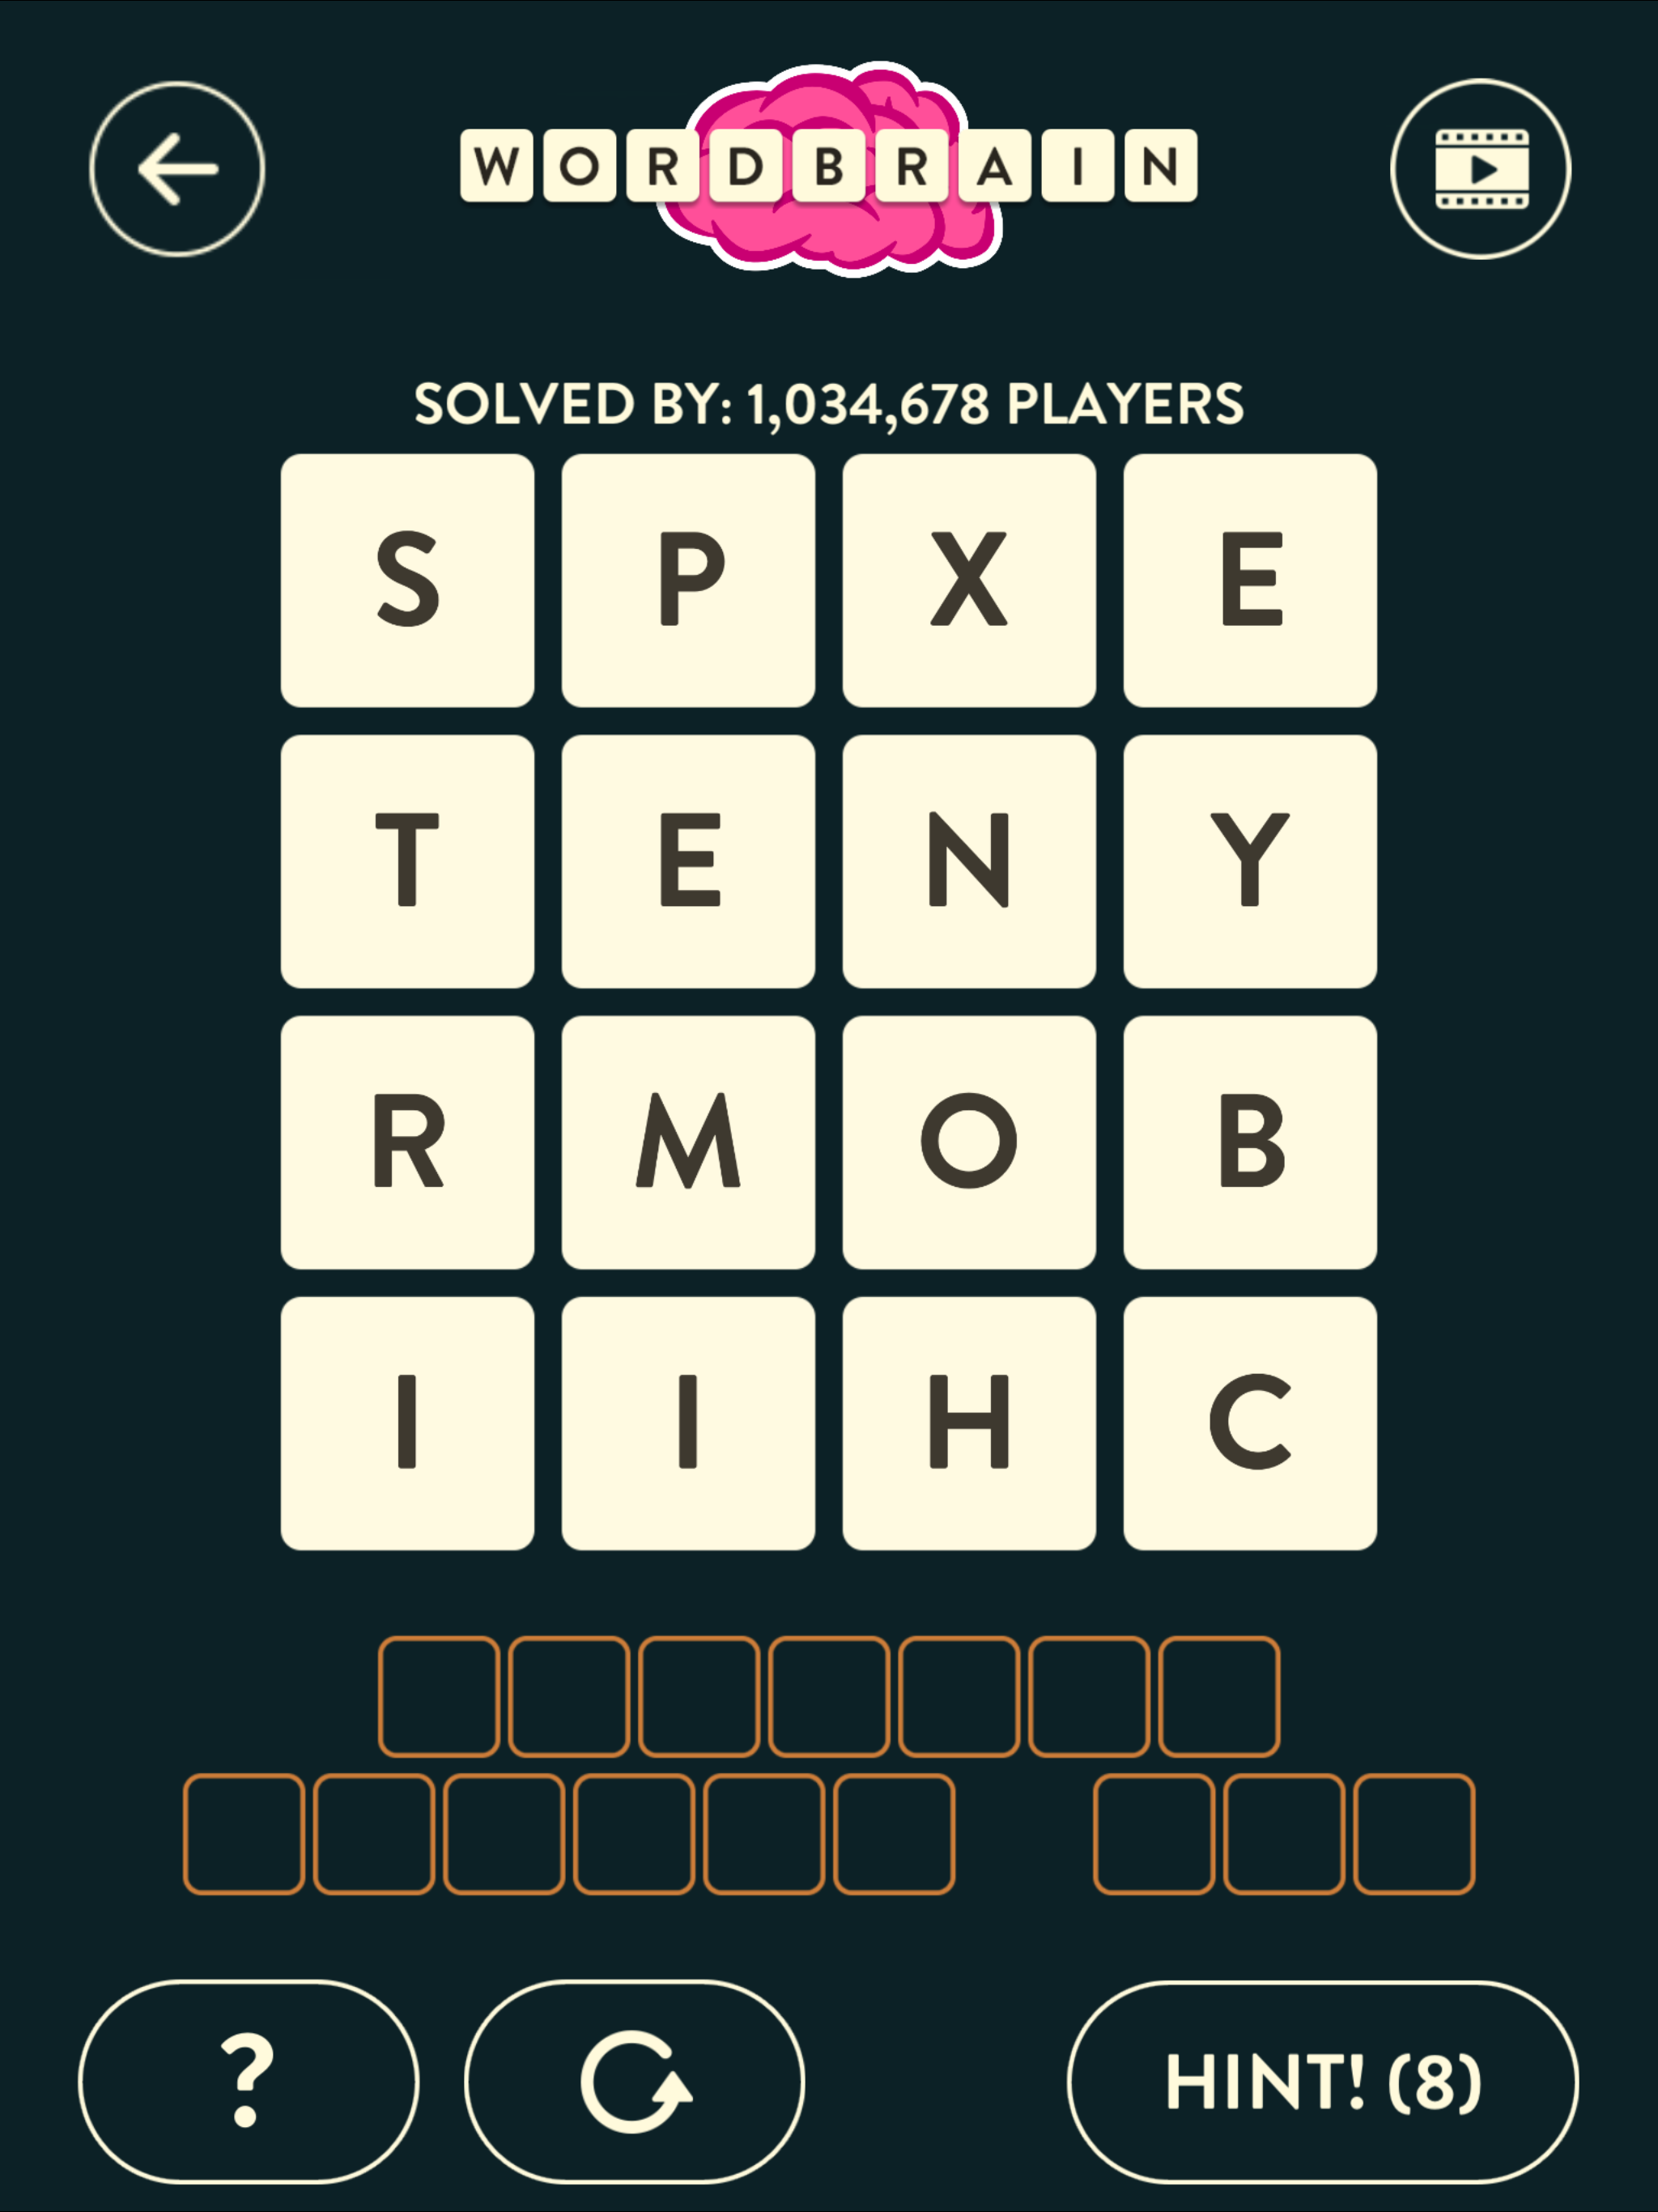 WORDBRAIN
SOLVED BY: 1,034,678 PLAYERS
S P X E
T E N Y
R M O B
I I H C
? HINT! (8)